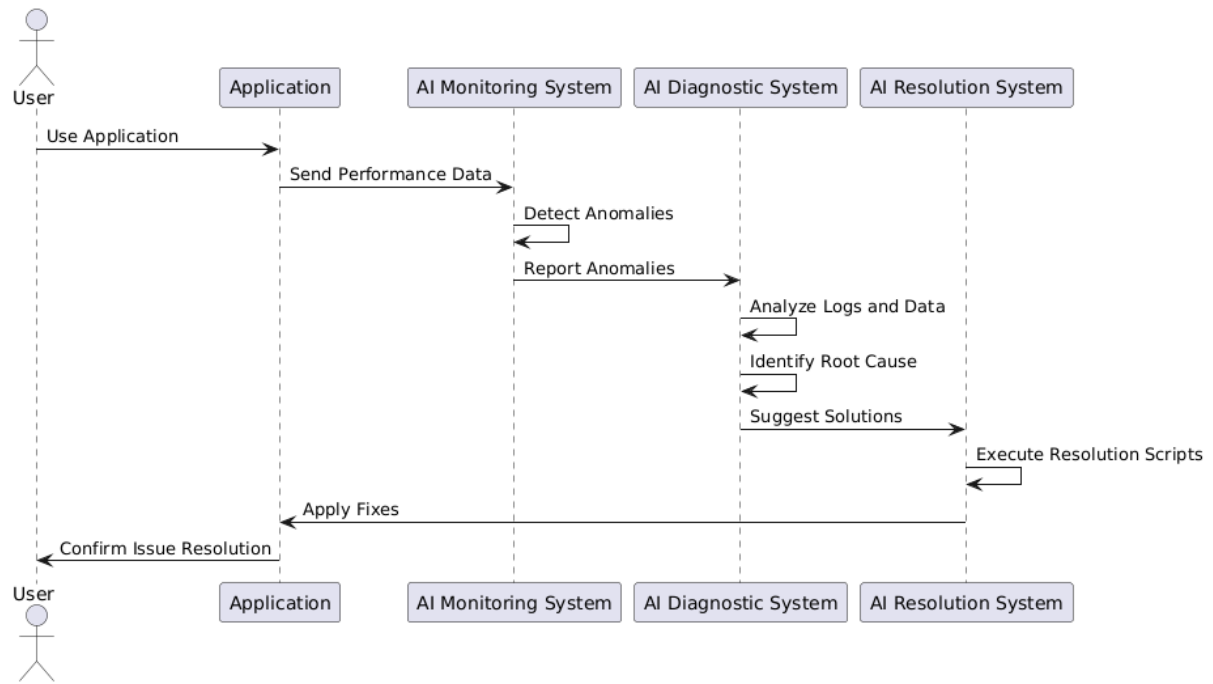 User
Application
AI Monitoring System
AI Diagnostic System
AI Resolution System
Use Application
Send Performance Data
Detect Anomalies
Report Anomalies
Analyze Logs and Data
Identify Root Cause
Suggest Solutions
Execute Resolution Scripts
Apply Fixes
Confirm Issue Resolution
User
Application
AI Monitoring System
AI Diagnostic System
AI Resolution System